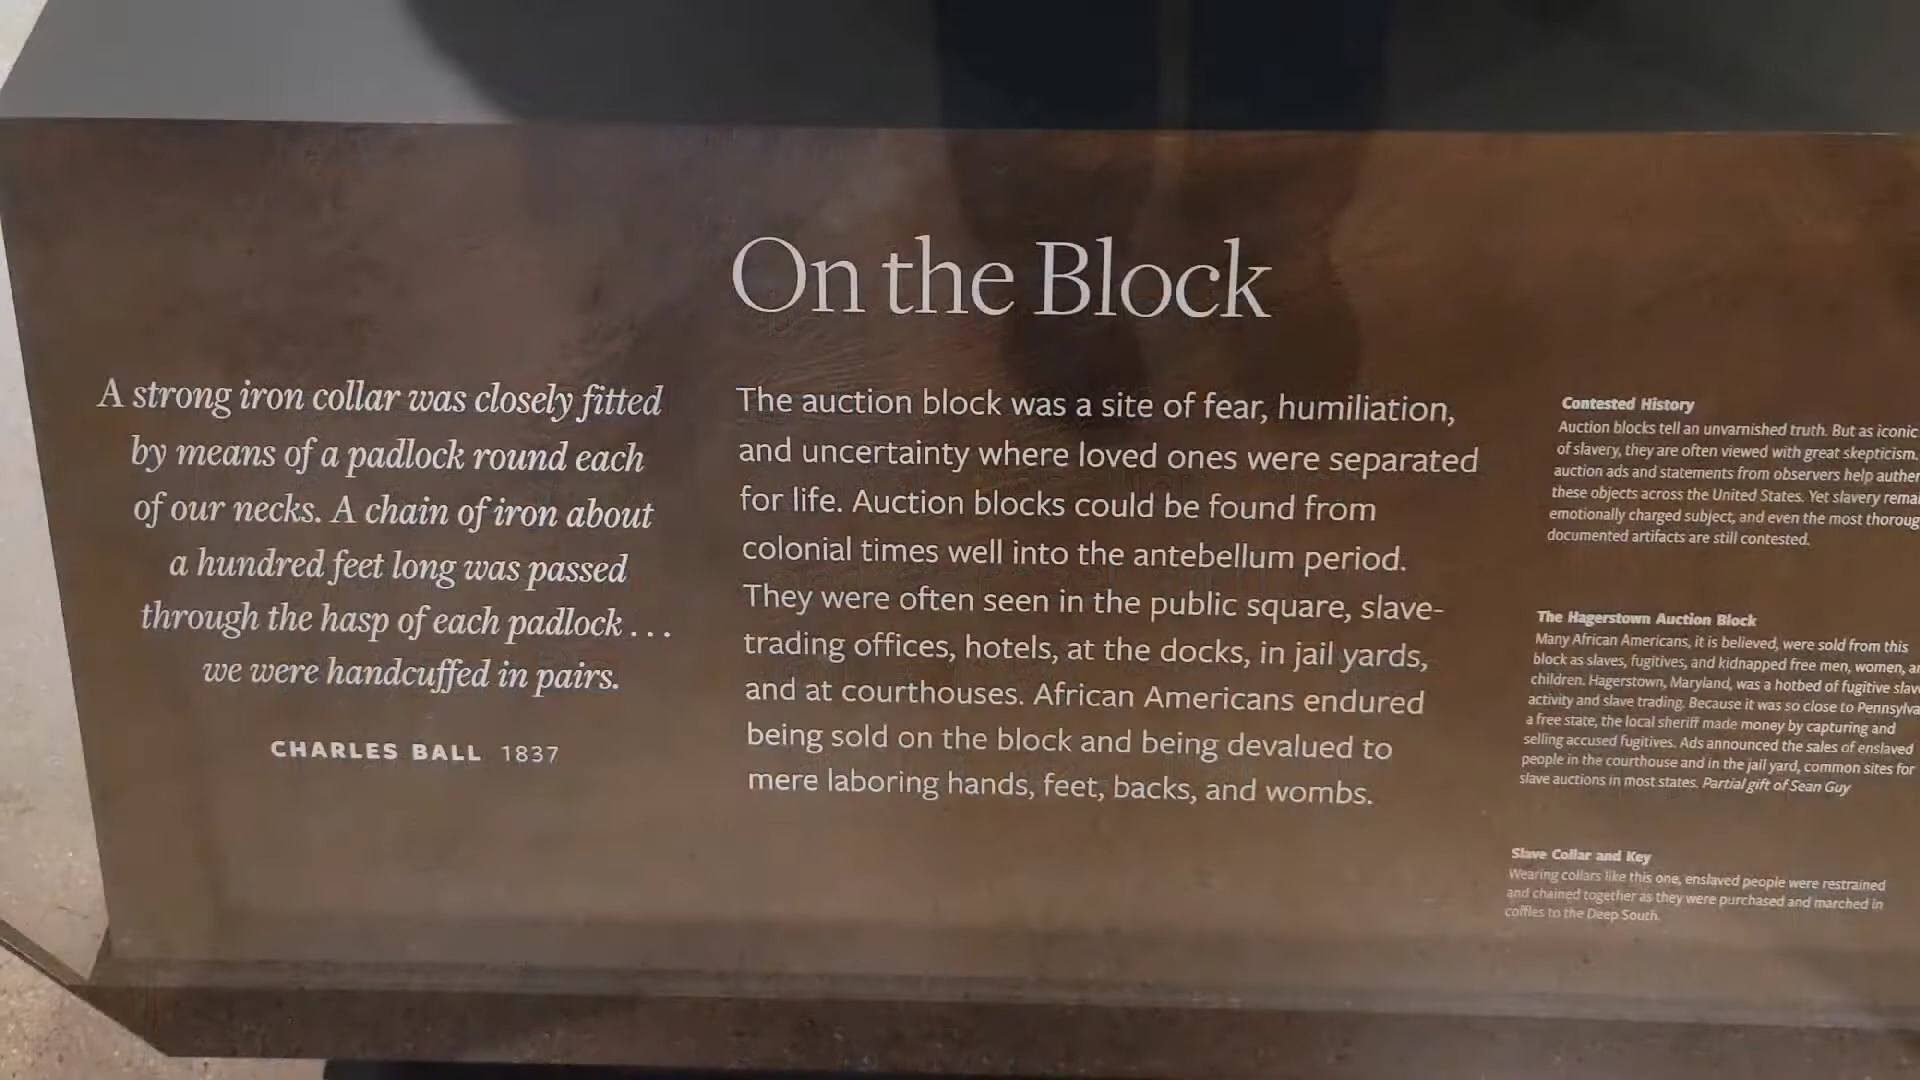 On the Block
A strong iron collar was closely fitted
by means of a padlock round each
of our necks. A chain of iron about
a hundred feet long was passed
through the hasp of each padlock . . .
we were handcuffed in pairs.
CHARLES BALL 1837
The auction block was a site of fear, humiliation,
and uncertainty where loved ones were separated
for life. Auction blocks could be found from
colonial times well into the antebellum period.
They were often seen in the public square, slave-
trading offices, hotels, at the docks, in jail yards,
and at courthouses. African Americans endured
being sold on the block and being devalued to
mere laboring hands, feet, backs, and wombs.
Contested History
Auction blocks tell an unvarnished truth. But as iconic
of slavery, they are often viewed with great skepticism.
auction ads and statements from observers help
these objects across the United States. Yet slavery
emotionally charged subject, and even the most
documented artifacts are still contested.
The Hagerstown Auction Block
Many African Americans, it is believed, were sold from this
block as slaves, fugitives, and kidnapped free men, women,
children. Hagerstown, Maryland, was a hotbed of fugitive
activity and slave trading. Because it was so close to
a free state, the local sheriff made money by capturing and
selling accused fugitives. Ads announced the sales of enslaved
people in the courthouse and in the jail yard, common sites for
slave auctions in most states. Partial gift of Sean Guy
Slave Collar and Key
Wearing collars like this one, enslaved people were restrained
and chained together as they were purchased and marched in
coffles to the Deep South.